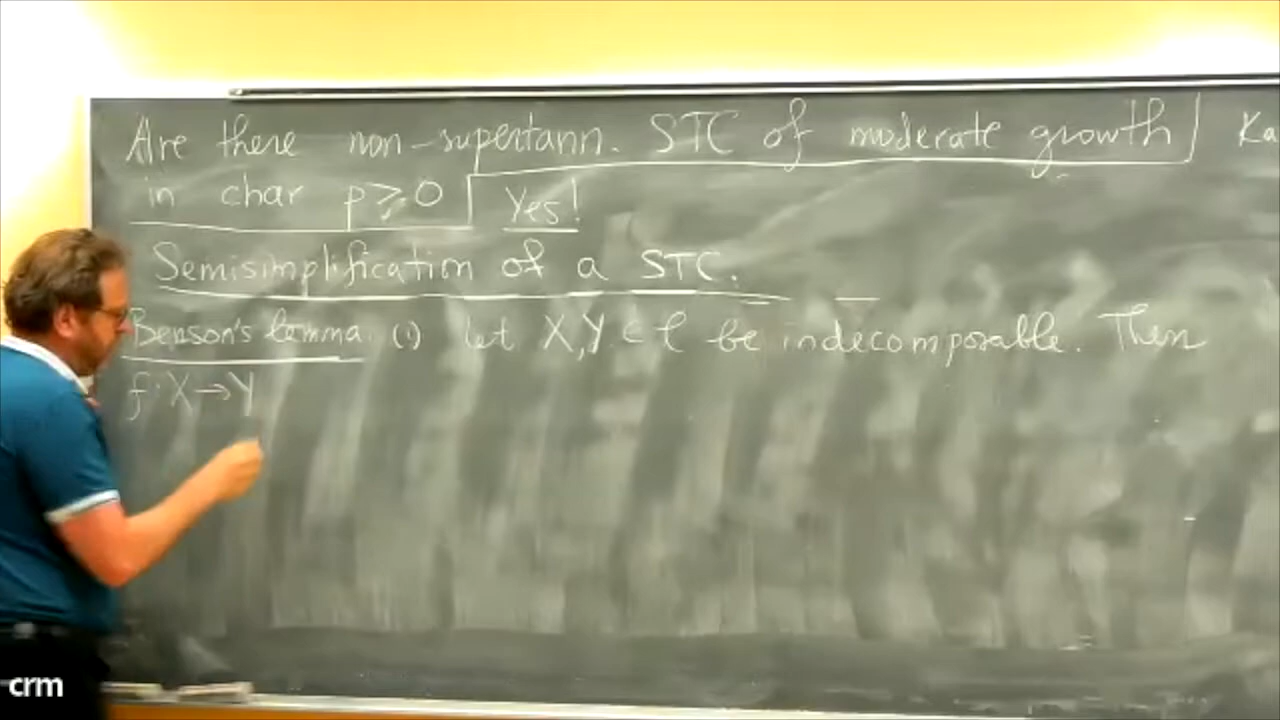 Are there non-supertann. STC of moderate growth Ka
in char p ≥ 0 Yes!
Semisimplification of a STC.
Benson's lemma. (1) Let X,Y ∈ C be indecomposable. Then
f: X → Y
crm